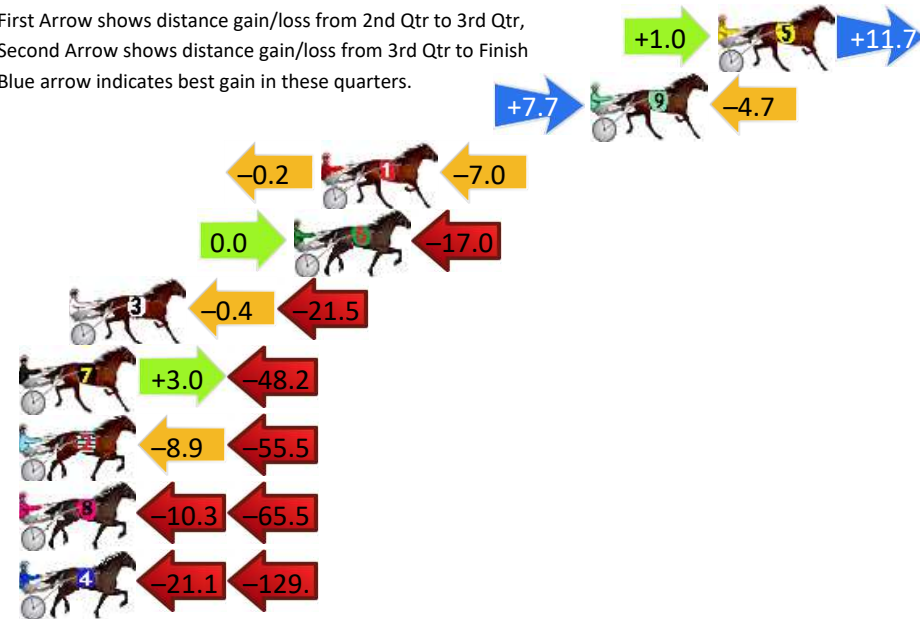 First Arrow shows distance gain/loss from 2nd Qtr to 3rd Qtr,
Second Arrow shows distance gain/loss from 3rd Qtr to Finish
Blue arrow indicates best gain in these quarters.
+1.0 5 +11.7
+7.7 9 –4.7
–0.2 1 –7.0
0.0 –17.0
3 –0.4 –21.5
7 +3.0 –48.2
2 –8.9 –55.5
8 –10.3 –65.5
4 –21.1 –129.